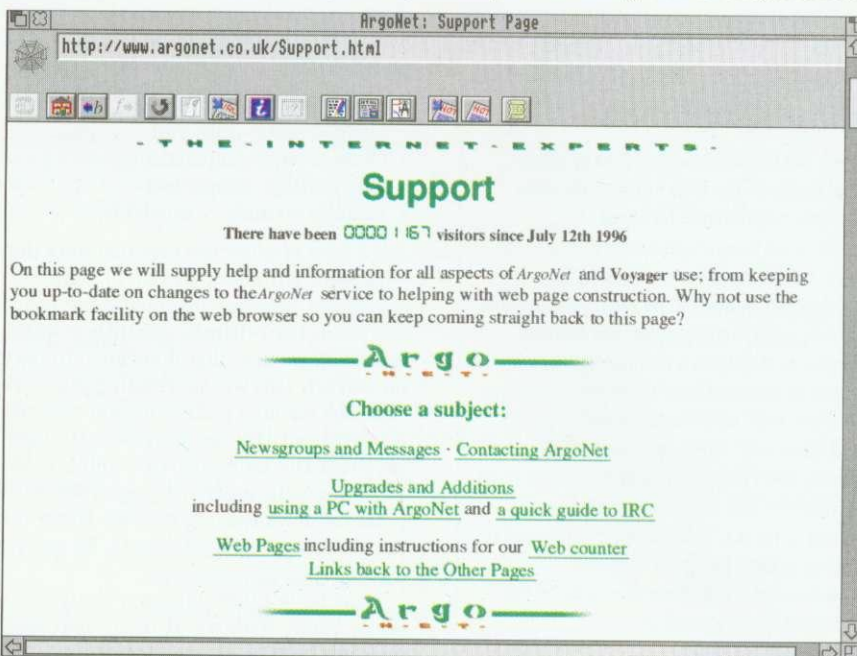 ArgoNet: Support Page
http://www.argonet.co.uk/Support.html
- T H E - I N T E R N E T - E X P E R T S -
Support
There have been 00001167 visitors since July 12th 1996
On this page we will supply help and information for all aspects of ArgoNet and Voyager use; from keeping
you up-to-date on changes to theArgoNet service to helping with web page construction. Why not use the
bookmark facility on the web browser so you can keep coming straight back to this page?
Argo
- N - E - T -
Choose a subject:
Newsgroups and Messages · Contacting ArgoNet
Upgrades and Additions
including using a PC with ArgoNet and a quick guide to IRC
Web Pages including instructions for our Web counter
Links back to the Other Pages
Argo
- N - E - T -